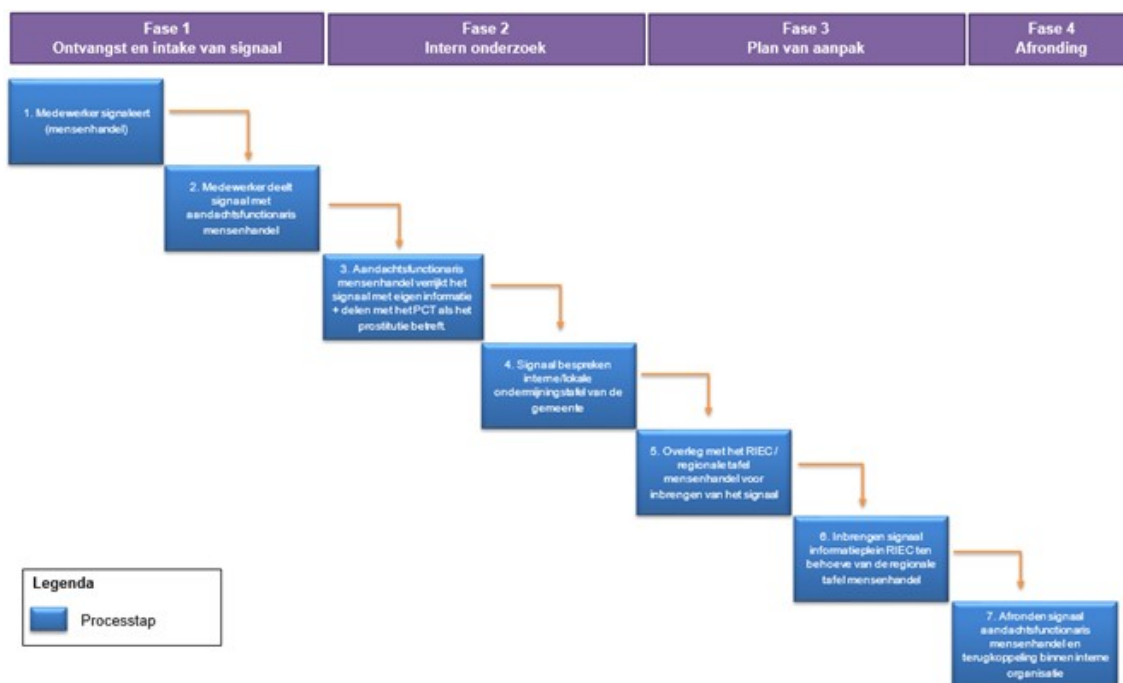 Fase 1
Ontvangst en intake van signaal
Fase 2
Intern onderzoek
Fase 3
Plan van aanpak
Fase 4
Afronding
1. Medewerker signaleert
(mensenhandel)
2. Medewerker deelt
signaal met
aandachtsfunctionaris
mensenhandel
3. Aandachtsfunctionaris
mensenhandel verrijkt het
signaal met eigen informatie
+ delen met het PCT als het
prostitutie betreft.
4. Signaal bespreken
interne/lokale
ondermijningstafel van de
gemeente
5. Overleg met het RIEC /
regionale tafel
mensenhandel voor
inbrengen van het signaal
6. Inbrengen signaal
informatieplein RIEC ten
behoeve van de regionale
tafel mensenhandel
7. Afronden signaal
aandachtsfunctionaris
mensenhandel en
terugkoppeling binnen interne
organisatie
Legenda
Processtap